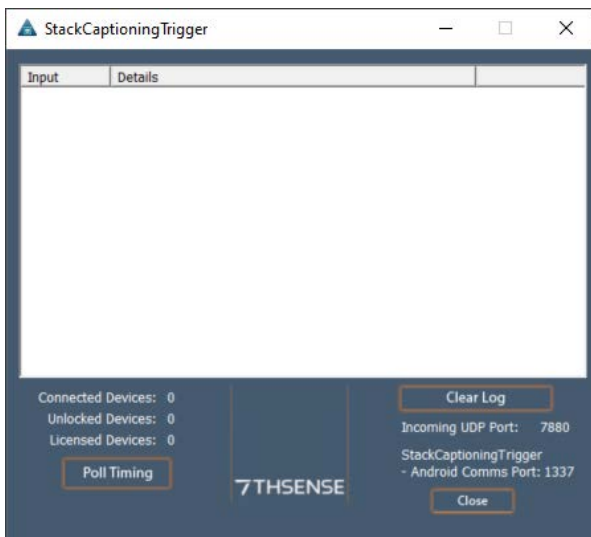 StackCaptioningTrigger
Input Details
Connected Devices: 0
Unlocked Devices: 0
Licensed Devices: 0
Poll Timing
7THSENSE
Clear Log
Incoming UDP Port: 7880
StackCaptioningTrigger
- Android Comms Port: 1337
Close